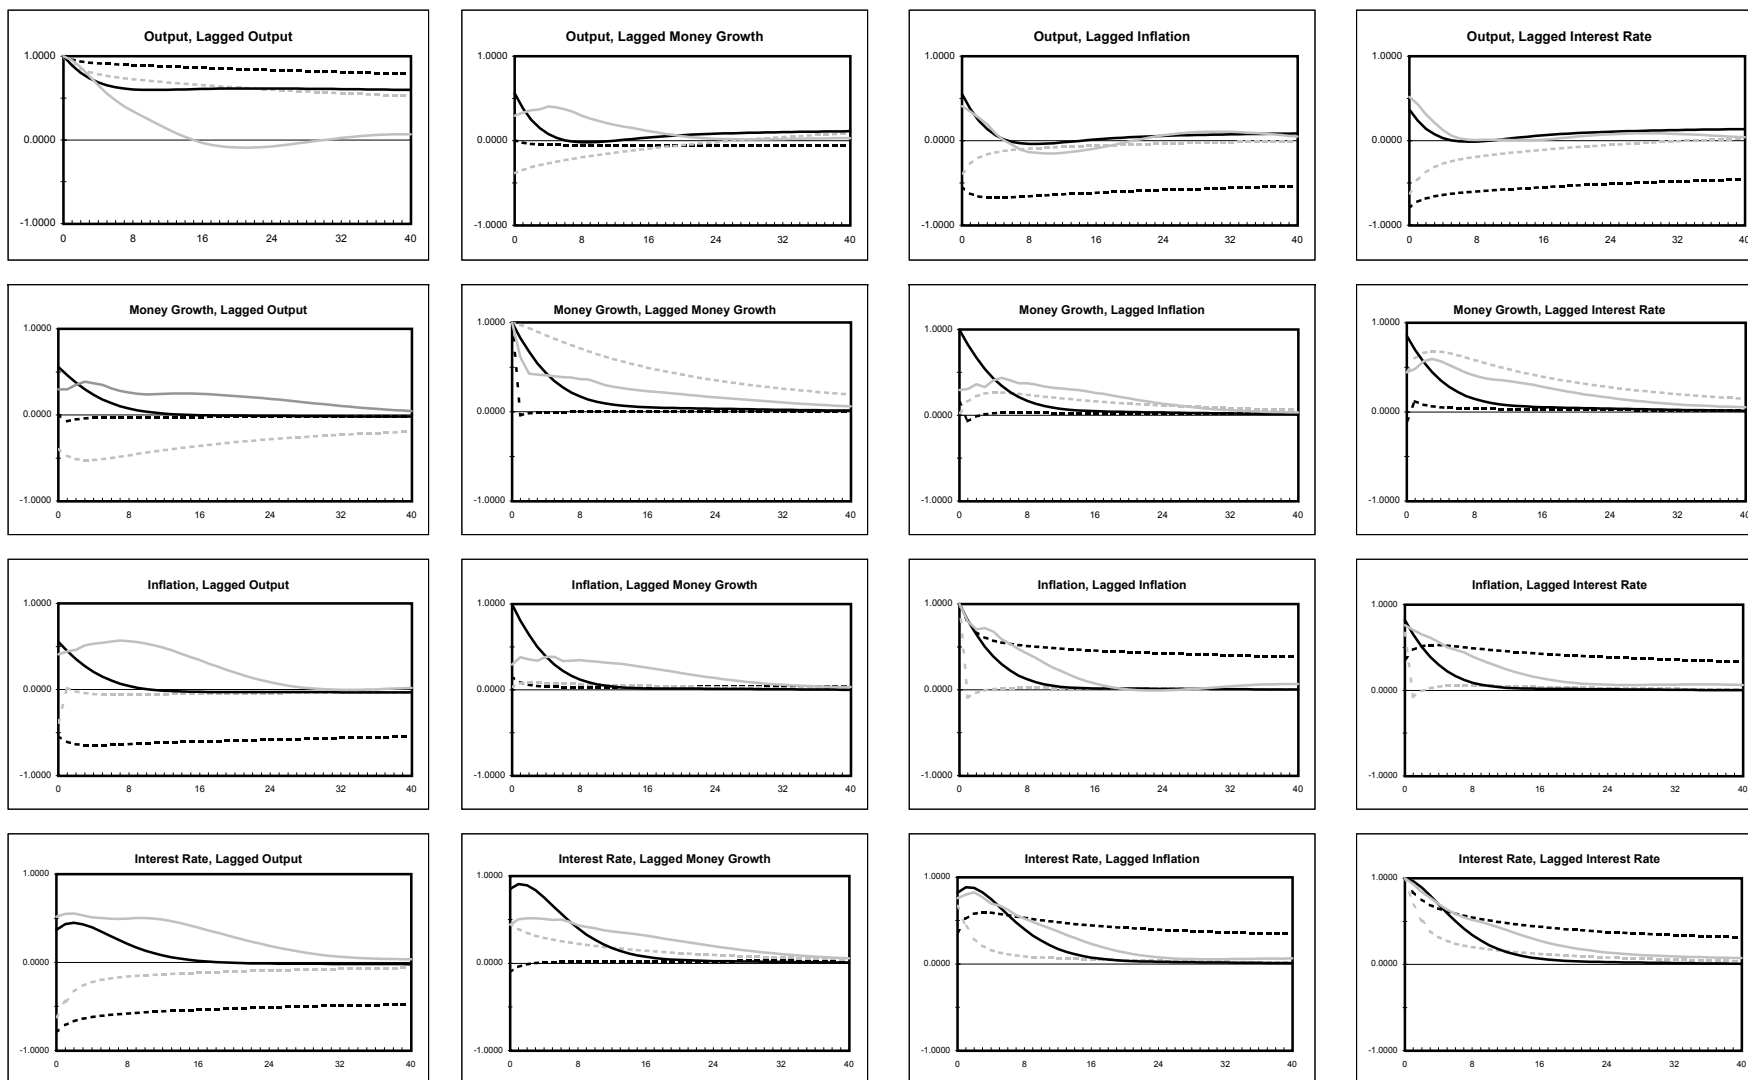 Output, Lagged Output
1.0000
0.0000
-1.0000
0 8 16 24 32 40
Output, Lagged Money Growth
1.0000
0.0000
-1.0000
0 8 16 24 32 40
Output, Lagged Inflation
1.0000
0.0000
-1.0000
0 8 16 24 32 40
Output, Lagged Interest Rate
1.0000
0.0000
-1.0000
0 8 16 24 32 40
Money Growth, Lagged Output
1.0000
0.0000
-1.0000
0 8 16 24 32 40
Money Growth, Lagged Money Growth
1.0000
0.0000
-1.0000
0 8 16 24 32 40
Money Growth, Lagged Inflation
1.0000
0.0000
-1.0000
0 8 16 24 32 40
Money Growth, Lagged Interest Rate
1.0000
0.0000
-1.0000
0 8 16 24 32 40
Inflation, Lagged Output
1.0000
0.0000
-1.0000
0 8 16 24 32 40
Inflation, Lagged Money Growth
1.0000
0.0000
-1.0000
0 8 16 24 32 40
Inflation, Lagged Inflation
1.0000
0.0000
-1.0000
0 8 16 24 32 40
Inflation, Lagged Interest Rate
1.0000
0.0000
-1.0000
0 8 16 24 32 40
Interest Rate, Lagged Output
1.0000
0.0000
-1.0000
0 8 16 24 32 40
Interest Rate, Lagged Money Growth
1.0000
0.0000
-1.0000
0 8 16 24 32 40
Interest Rate, Lagged Inflation
1.0000
0.0000
-1.0000
0 8 16 24 32 40
Interest Rate, Lagged Interest Rate
1.0000
0.0000
-1.0000
0 8 16 24 32 40